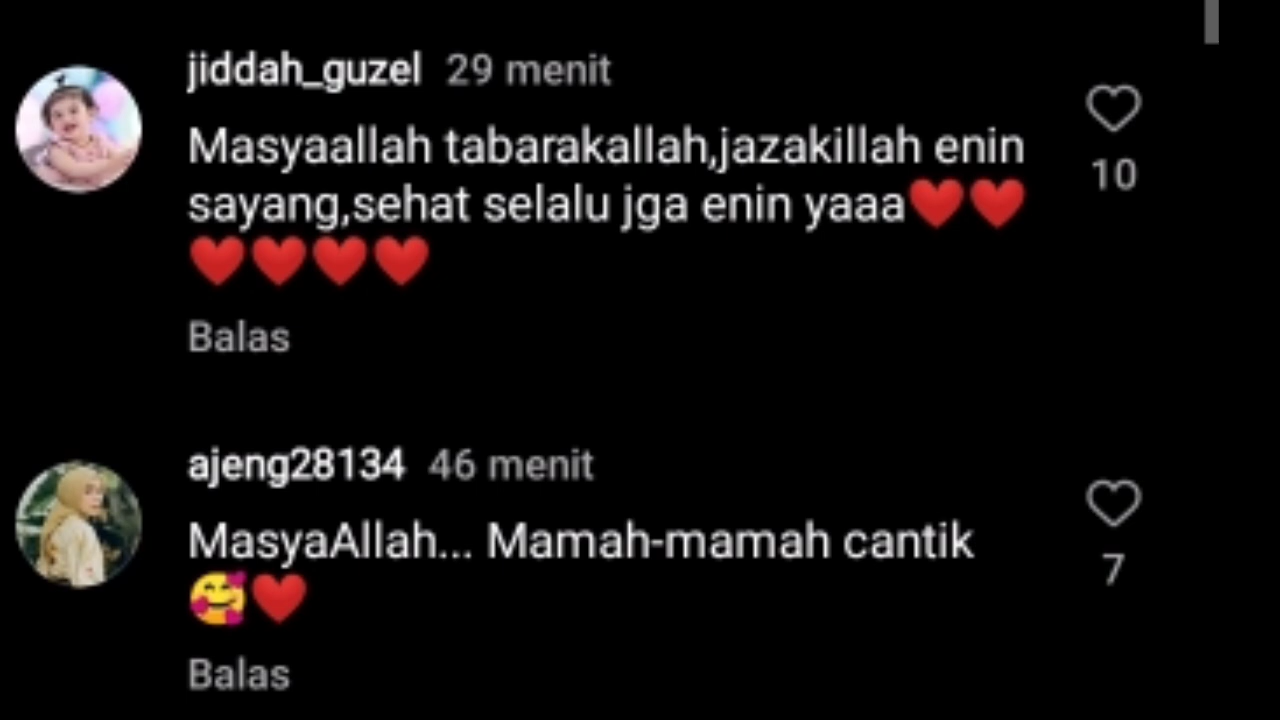 jiddah_guzel 29 menit
Masyaallah tabarakallah,jazakillah enin
sayang,sehat selalu jga enin yaaa❤️❤️
❤️❤️❤️❤️
10
Balas
ajeng28134 46 menit
MasyaAllah... Mamah-mamah cantik
🥰❤️
7
Balas